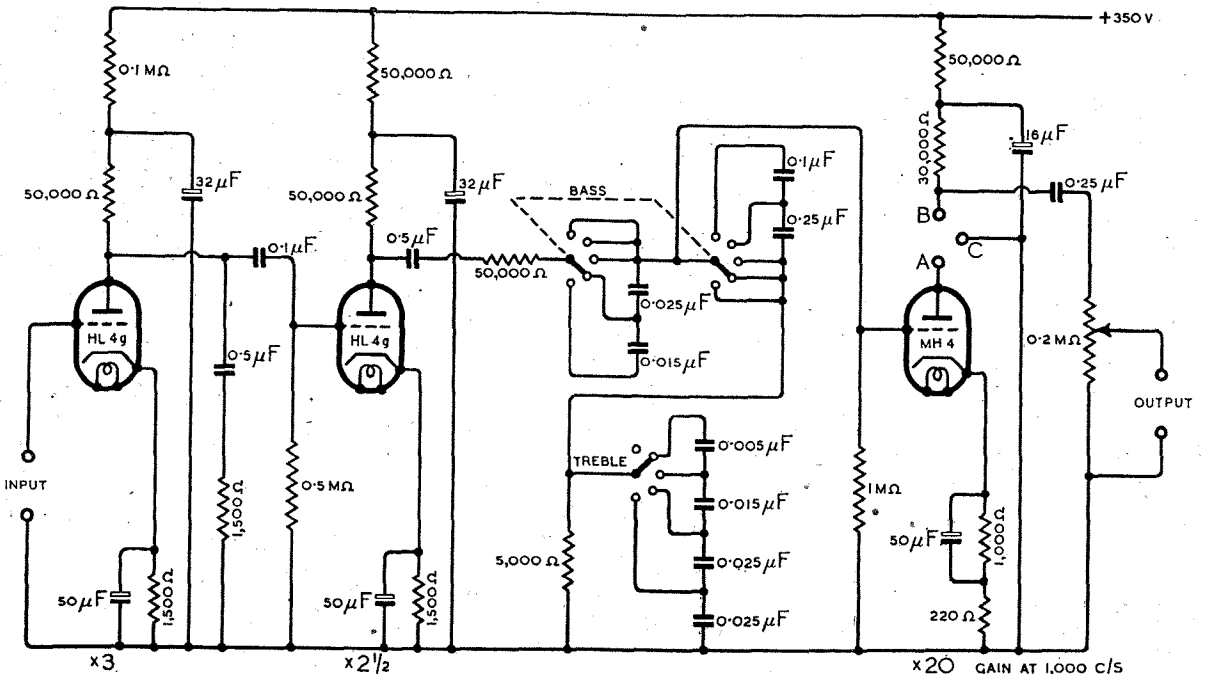 +350 V
0·1 MΩ
50,000 Ω
50,000 Ω
50,000 Ω
50,000 Ω
30,000 Ω
32 μF
32 μF
16 μF
0·1 μF
0·5 μF
50,000 Ω
BASS
0·1 μF
0·25 μF
0·25 μF
B
C
A
0·025 μF
0·015 μF
HL 4g
HL 4g
MH 4
0·5 μF
0·2 MΩ
OUTPUT
INPUT
1,500 Ω
0·5 MΩ
TREBLE
0·005 μF
0·015 μF
0·025 μF
0·025 μF
5,000 Ω
1 MΩ
50 μF
1,500 Ω
50 μF
1,500 Ω
50 μF
1,000 Ω
220 Ω
×3
×2½
×20 GAIN AT 1,000 C/S